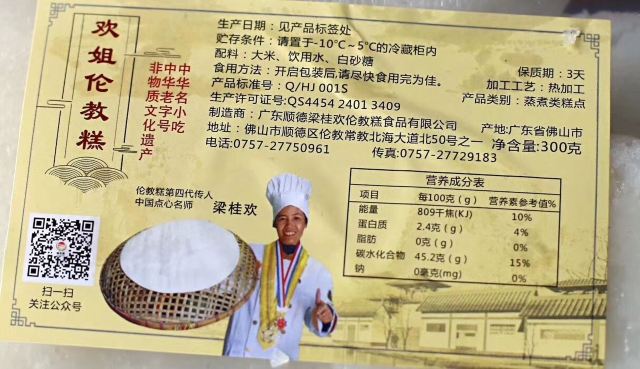 欢姐伦教糕
中华老字号
中华名小吃
非物质文化遗产
生产日期：见产品标签处
贮存条件：请置于-10℃～5℃的冷藏柜内
配料：大米、饮用水、白砂糖
食用方法：开启包装后,请尽快食用完为佳。
产品标准号：Q/HJ 001S
生产许可证号:QS4454 2401 3409
制造商：广东顺德梁桂欢伦教糕食品有限公司
地址：佛山市顺德区伦教常教北海大道北50号之一
电话:0757-27750961 传真:0757-27729183
保质期：3天
加工工艺：热加工
产品类别：蒸煮类糕点
产地:广东省佛山市
净含量:300克
伦教糕第四代传人
中国点心名师 梁桂欢
扫一扫
关注公众号
营养成分表
项目 每100克（g） 营养素参考值%
能量 809千焦(KJ) 10%
蛋白质 2.4克（g） 4%
脂肪 0克（g） 0%
碳水化合物 45.2克（g） 15%
钠 0毫克(mg) 0%